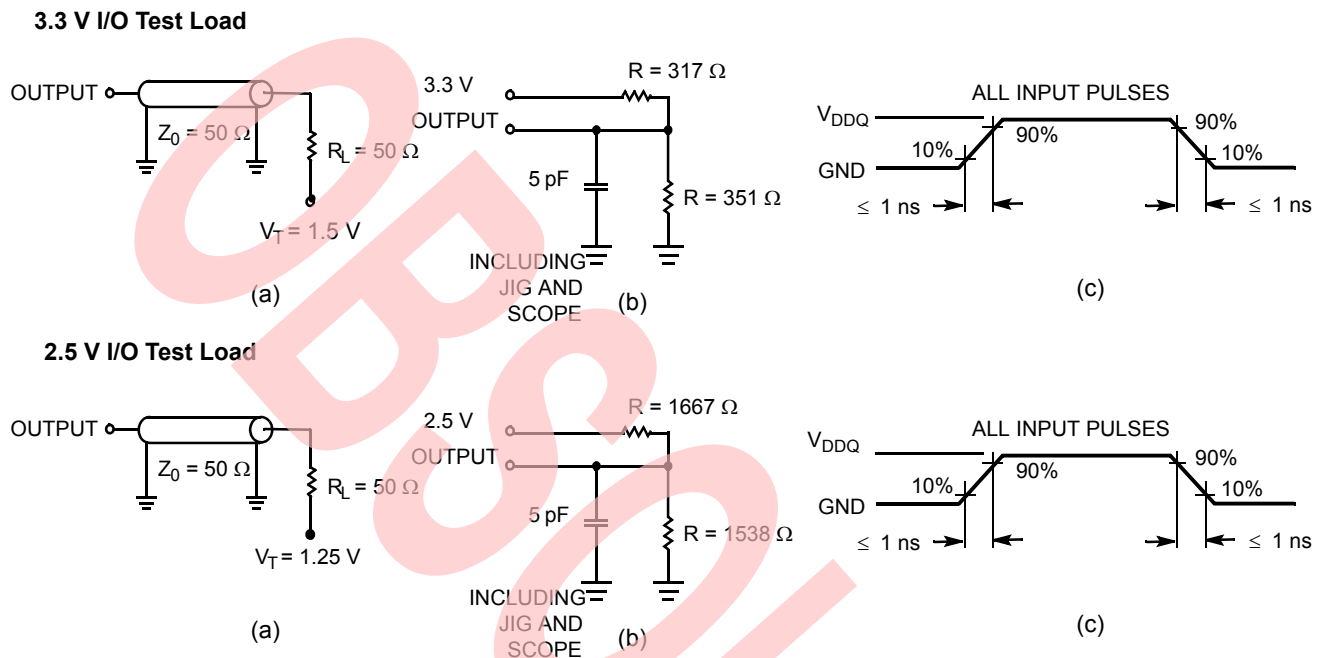 3.3 V I/O Test Load
OUTPUT
Z0 = 50 Ω
RL = 50 Ω
VT = 1.5 V
(a)
3.3 V
OUTPUT
R = 317 Ω
5 pF
R = 351 Ω
INCLUDING
JIG AND
SCOPE
(b)
ALL INPUT PULSES
VDDQ
GND
10%
90%
90%
10%
≤ 1 ns
≤ 1 ns
(c)
2.5 V I/O Test Load
OUTPUT
Z0 = 50 Ω
RL = 50 Ω
VT = 1.25 V
(a)
2.5 V
OUTPUT
R = 1667 Ω
5 pF
R = 1538 Ω
INCLUDING
JIG AND
SCOPE
(b)
ALL INPUT PULSES
VDDQ
GND
10%
90%
90%
10%
≤ 1 ns
≤ 1 ns
(c)
OBSOL